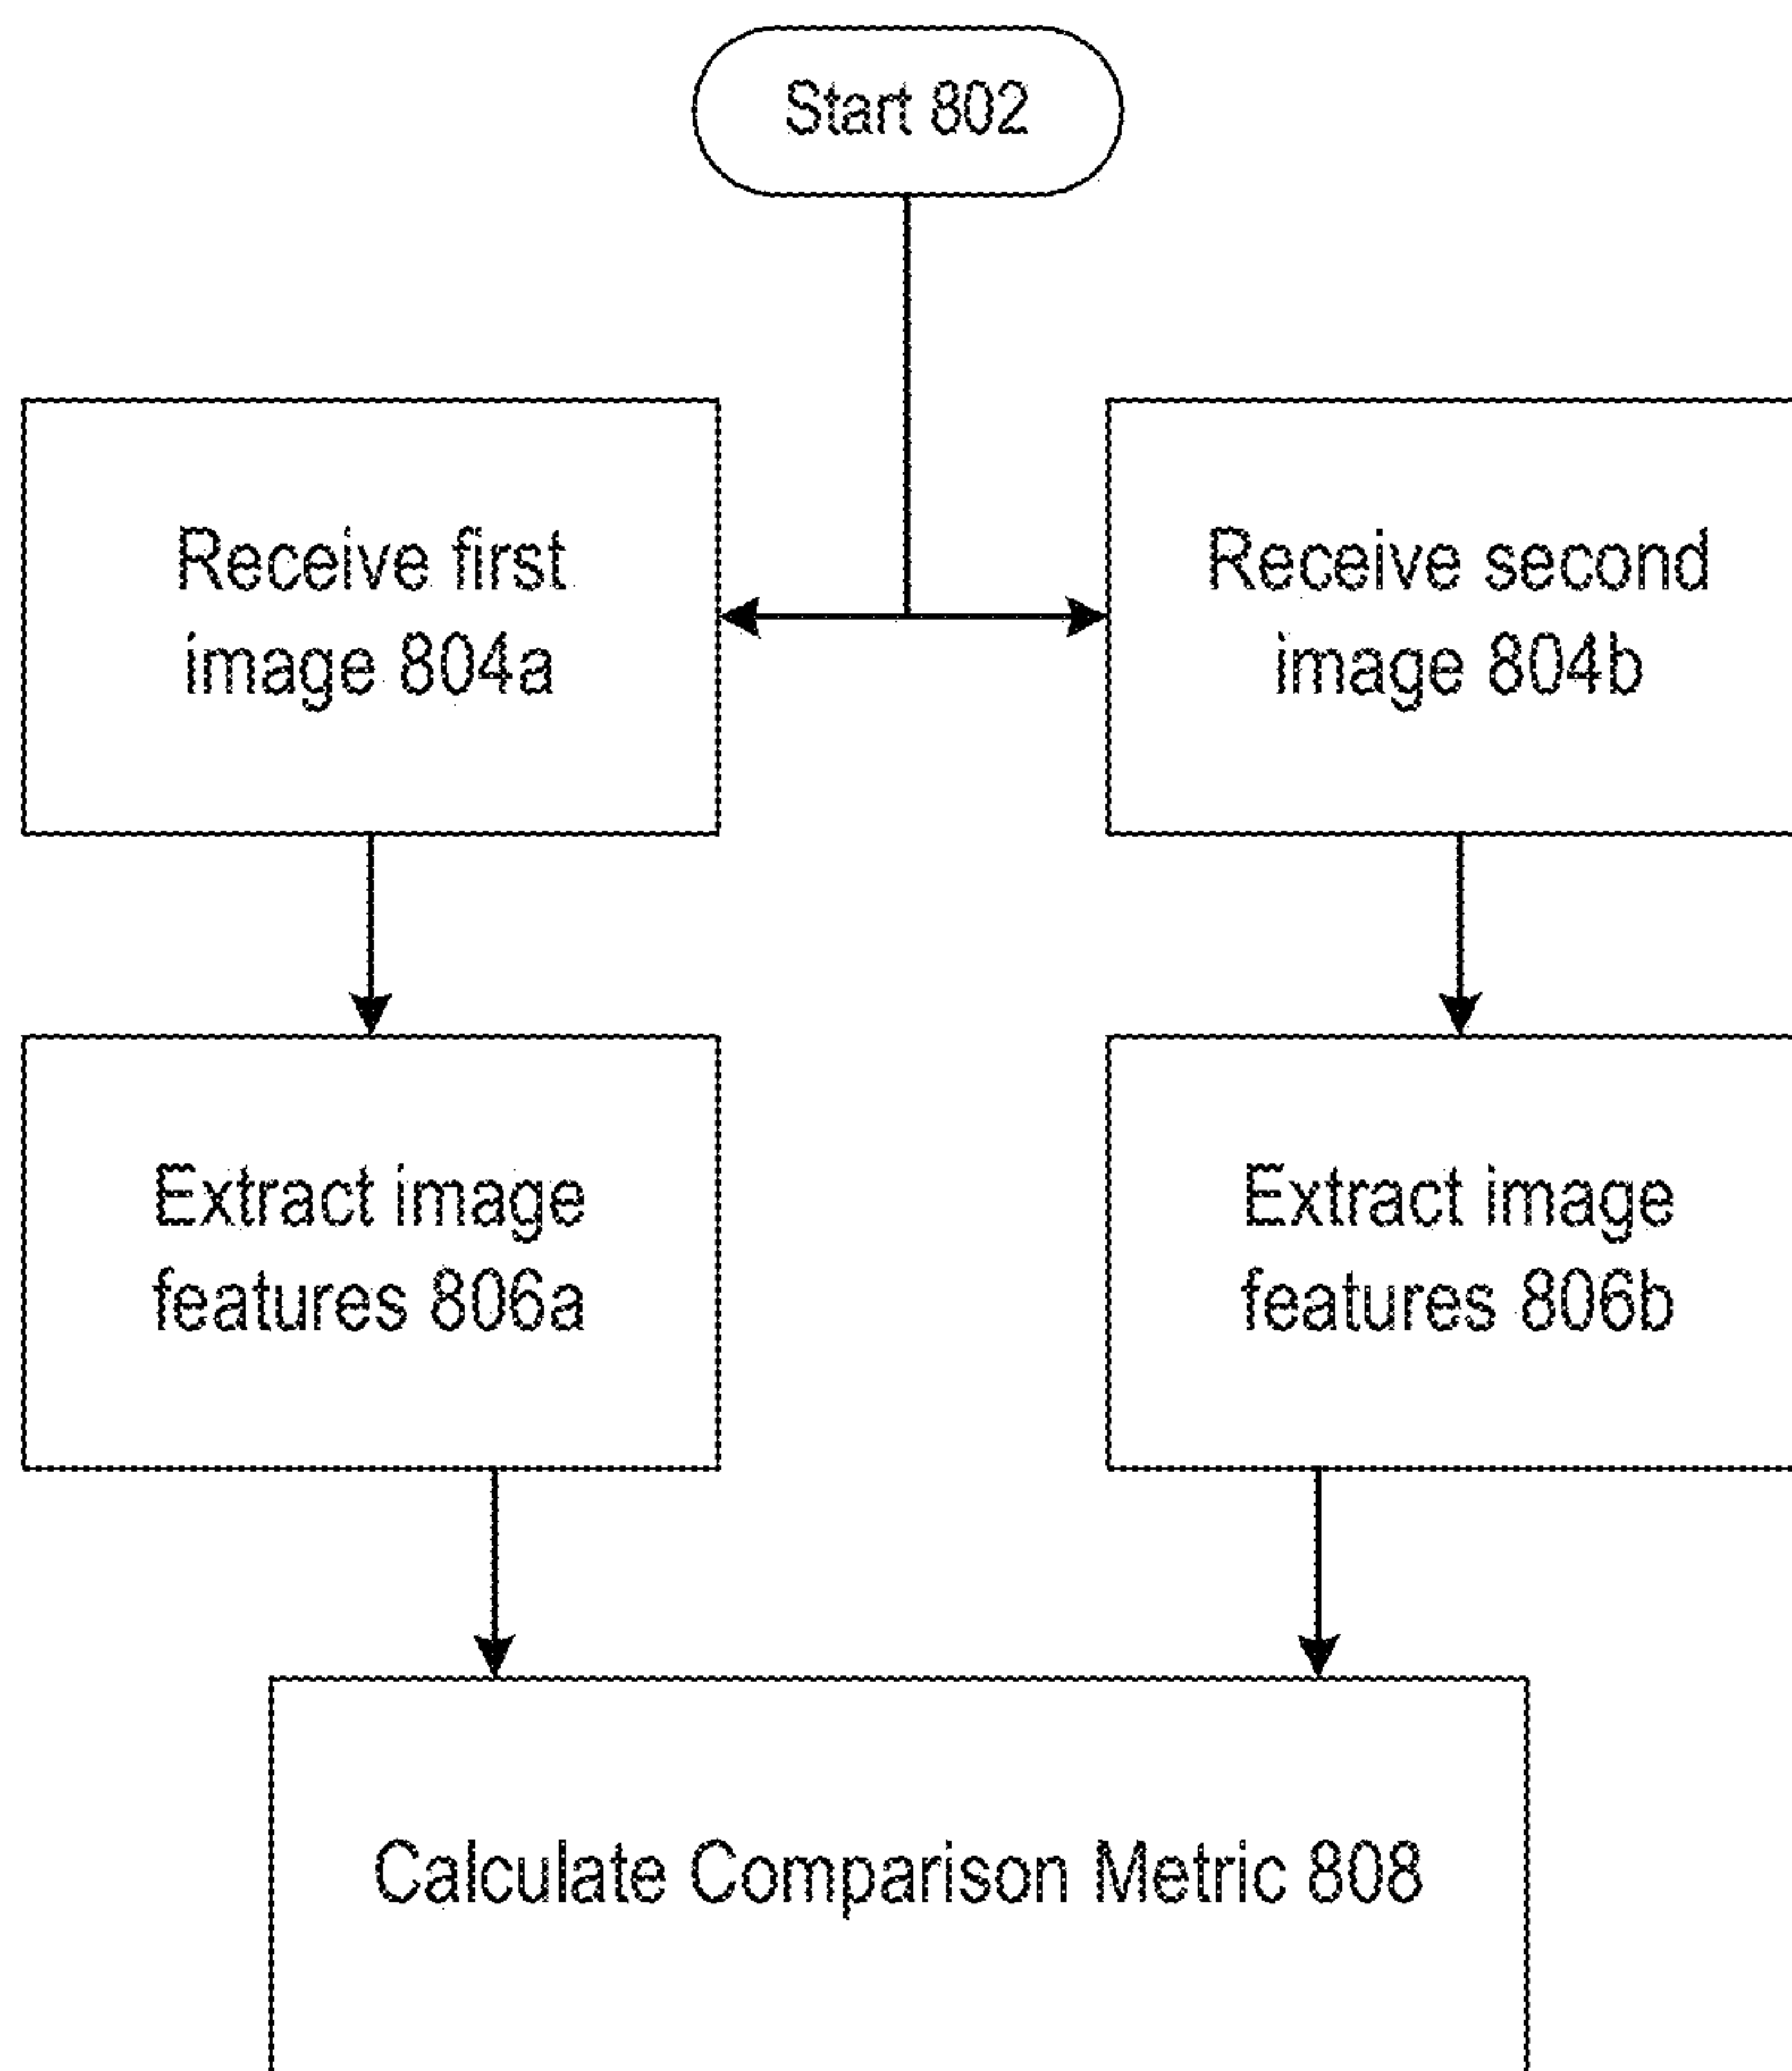 Start 802
Receive first
image 804a
Receive second
image 804b
Extract image
features 806a
Extract image
features 806b
Calculate Comparison Metric 808